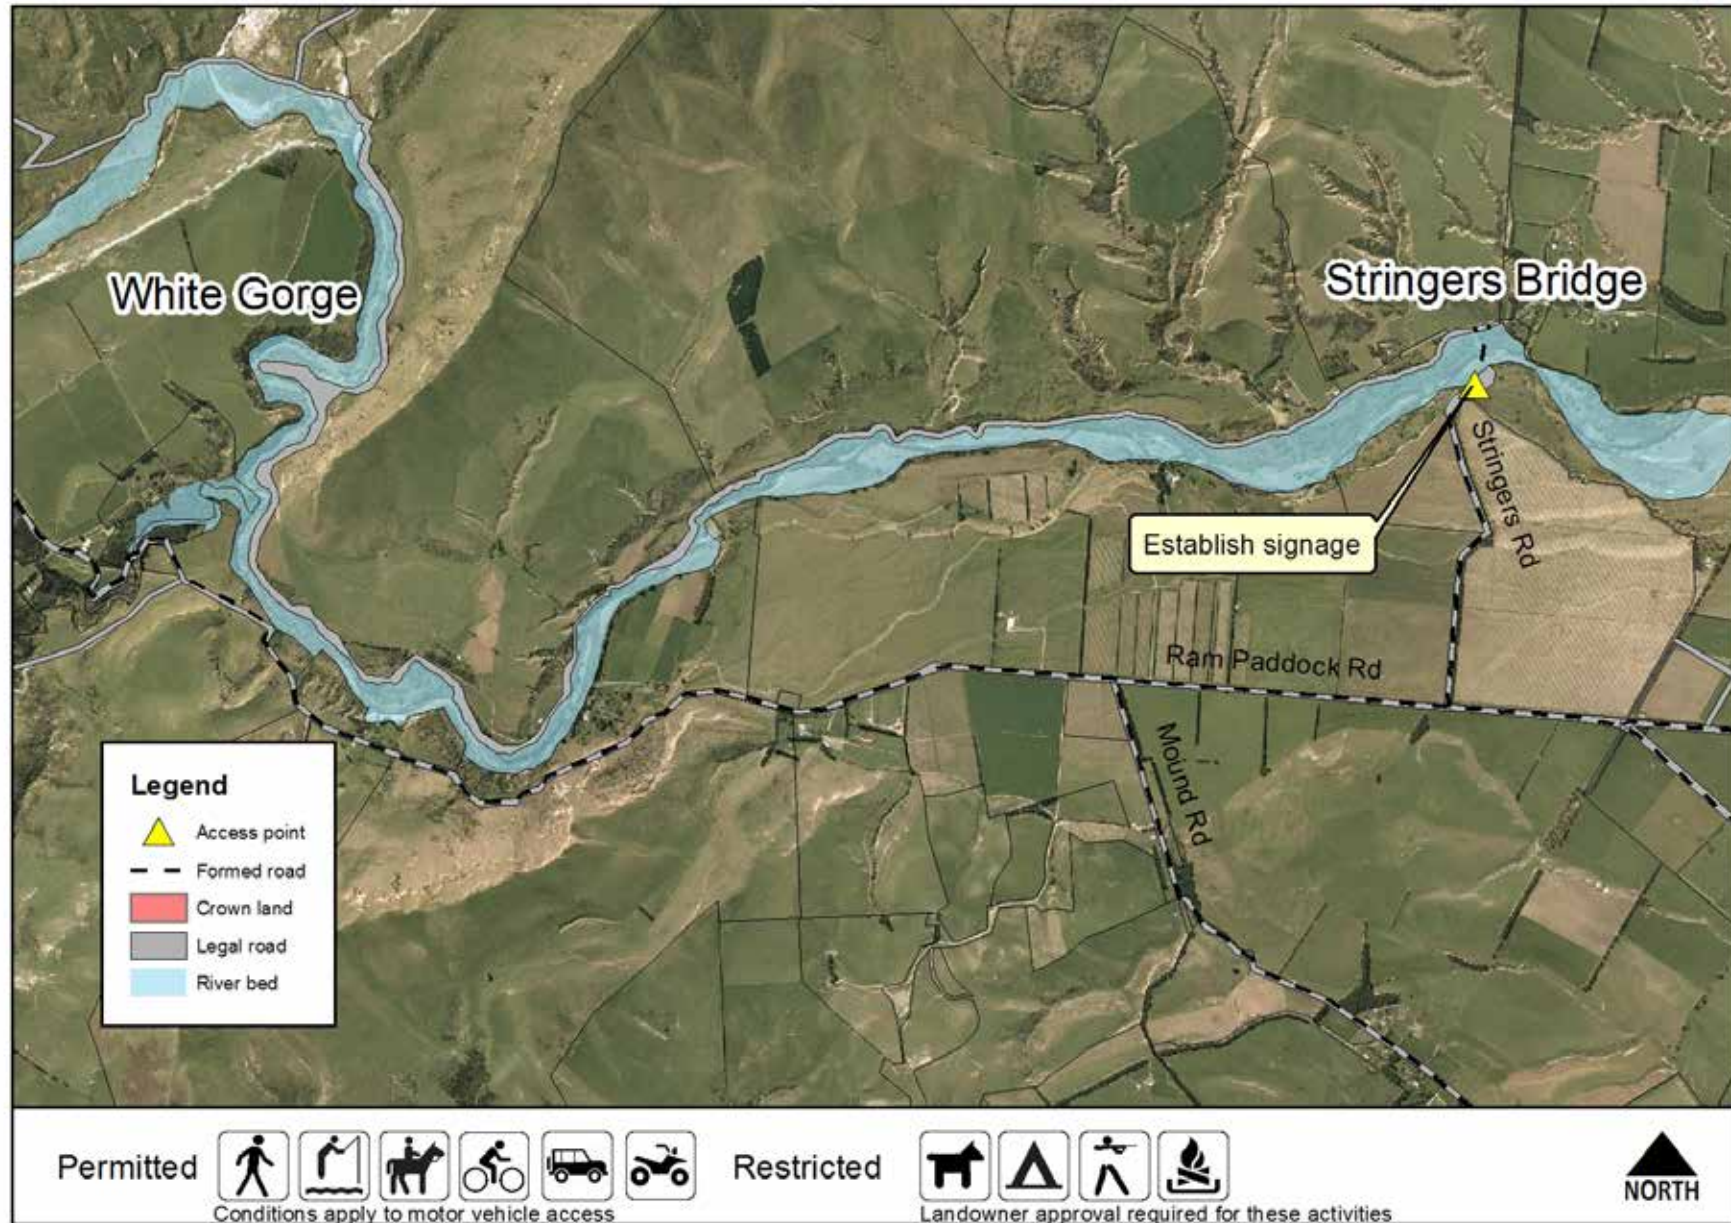 White Gorge
Stringers Bridge
Stringers Rd
Establish signage
Ram Paddock Rd
Mound Rd
Legend
Access point
Formed road
Crown land
Legal road
River bed
Permitted
Conditions apply to motor vehicle access
Restricted
Landowner approval required for these activities
NORTH